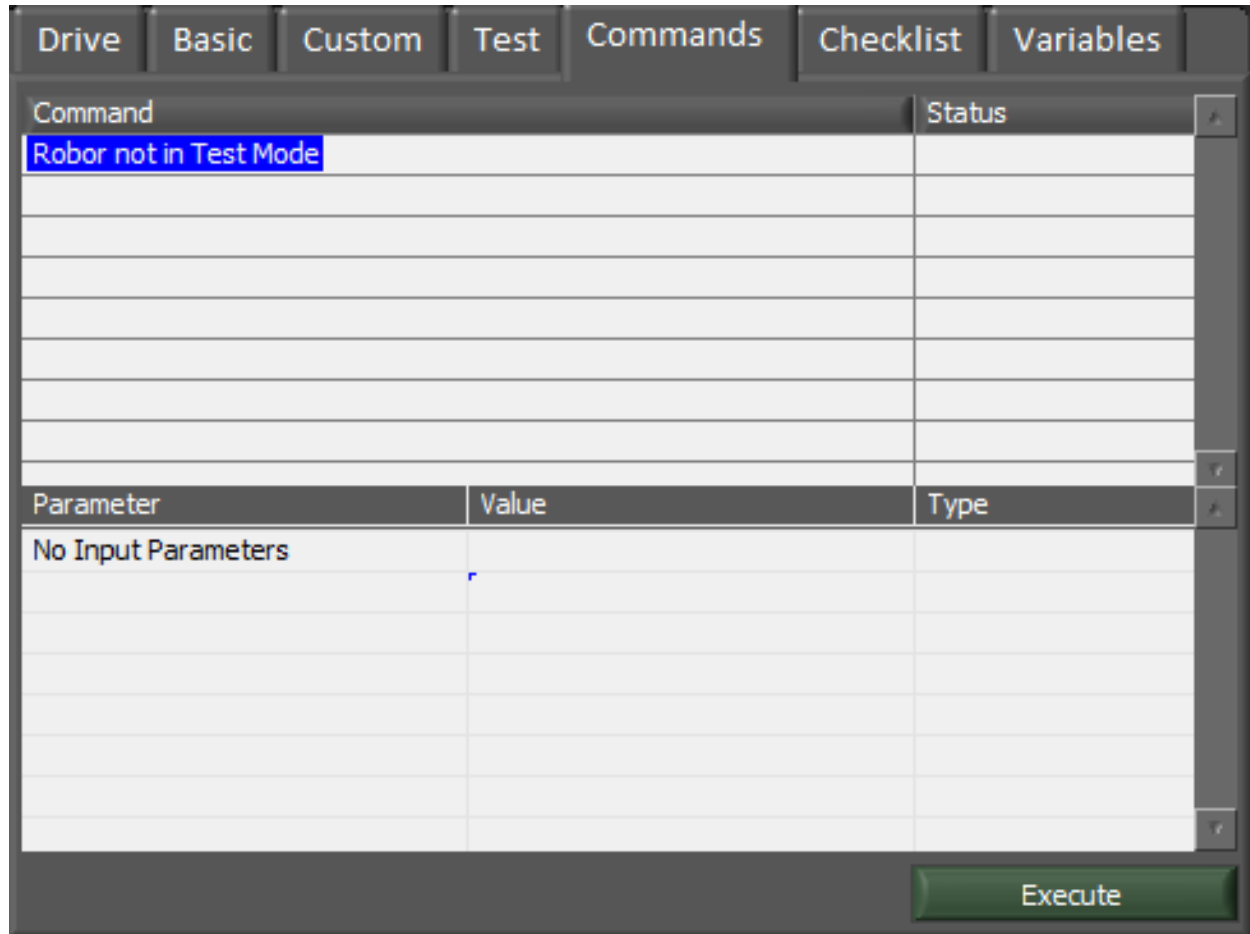 Drive Basic Custom Test Commands Checklist Variables
Command Status
Robor not in Test Mode
Parameter Value Type
No Input Parameters
Execute